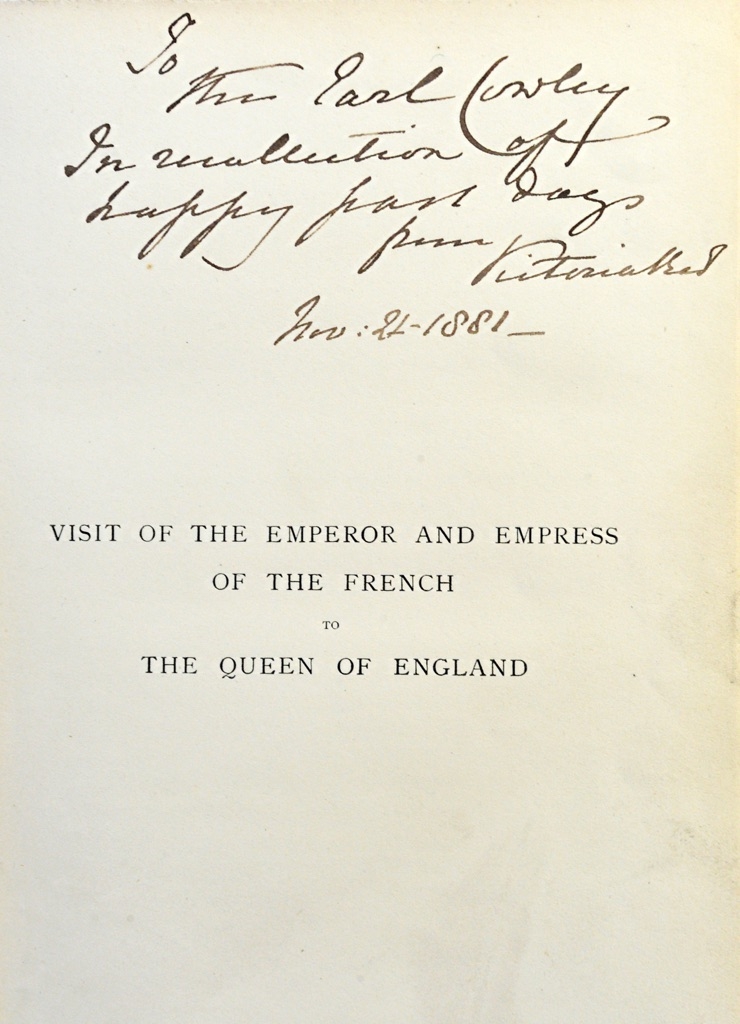 To
the Earl Cowley
In recollection of
happy past days
from Victoria R d
Nov: 21-1881_
VISIT OF THE EMPEROR AND EMPRESS
OF THE FRENCH
TO
THE QUEEN OF ENGLAND